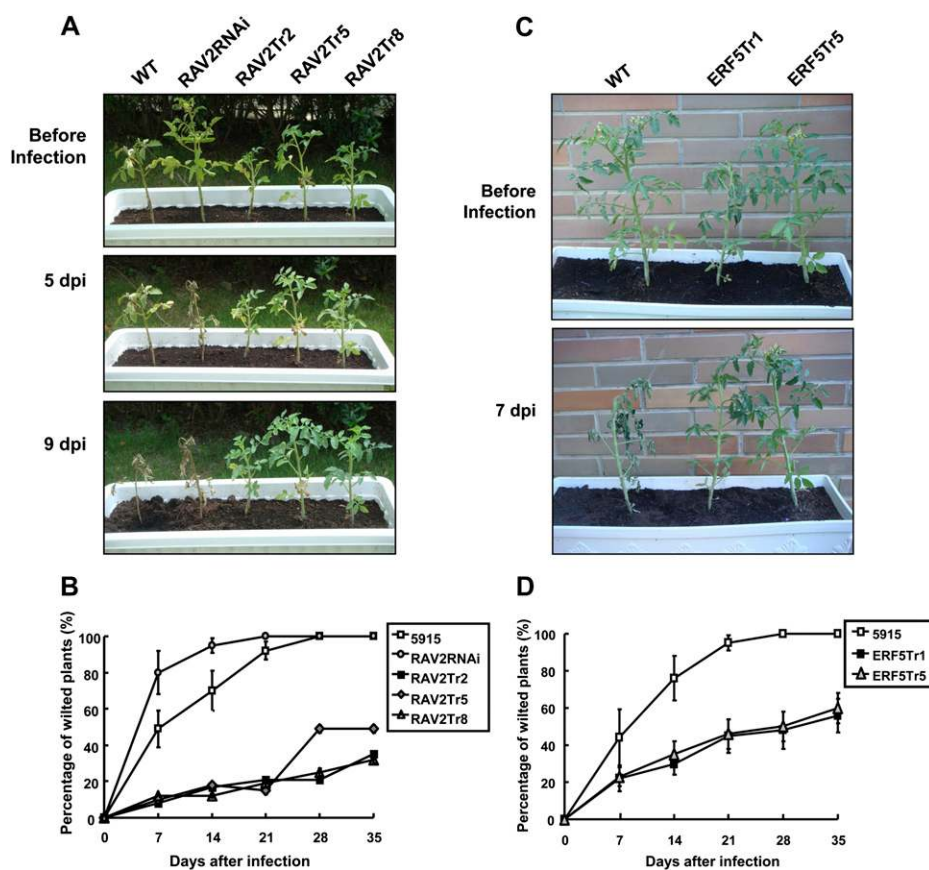 A
WT
RAV2RNAi
RAV2Tr2
RAV2Tr5
RAV2Tr8
Before
Infection
5 dpi
9 dpi
C
WT
ERF5Tr1
ERF5Tr5
Before
Infection
7 dpi
B
Percentage of wilted plants (%)
100
80
60
40
20
0
0 7 14 21 28 35
Days after infection
5915
RAV2RNAi
RAV2Tr2
RAV2Tr5
RAV2Tr8
D
Percentage of wilted plants (%)
100
80
60
40
20
0
0 7 14 21 28 35
Days after infection
5915
ERF5Tr1
ERF5Tr5